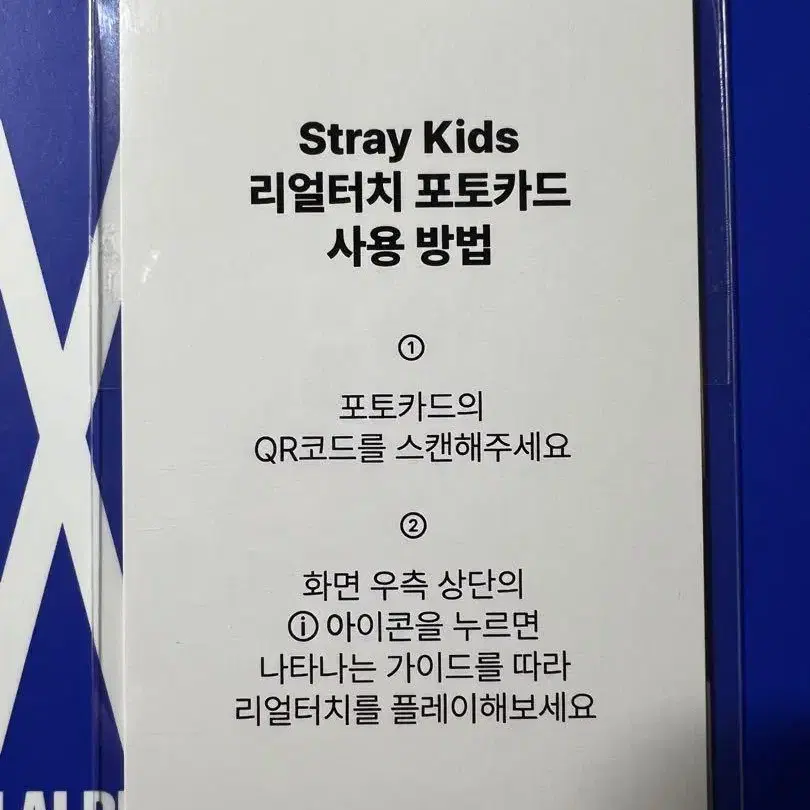 Stray Kids
리얼터치 포토카드
사용 방법
①
포토카드의
QR코드를 스캔해주세요
②
화면 우측 상단의
ⓘ 아이콘을 누르면
나타나는 가이드를 따라
리얼터치를 플레이해보세요